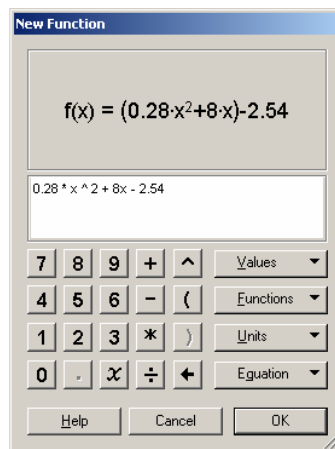 New Function
f(x) = (0.28·x²+8·x)-2.54
0.28 * x ^ 2 + 8x - 2.54
7 8 9 + ^ Values
4 5 6 - ( Functions
1 2 3 * ) Units
0 . x ÷ ← Equation
Help Cancel OK